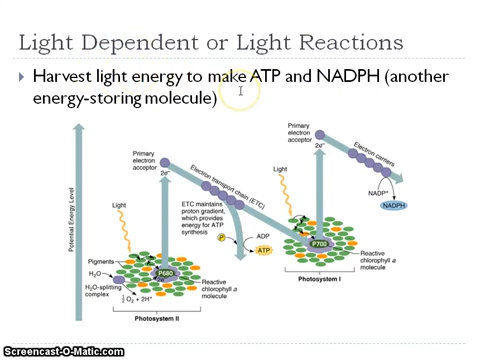 Light Dependent or Light Reactions
Harvest light energy to make ATP and NADPH (another
energy-storing molecule)
Potential Energy Level
Primary
electron
acceptor
2e⁻
Electron transport chain (ETC)
Light
ETC maintains
proton gradient,
which provides
energy for ATP
synthesis
P
ADP
ATP
Pigments
H₂O
H₂O-splitting
complex
½ O₂ + 2H⁺
P680
2e⁻
Reactive
chlorophyll a
molecule
Photosystem II
Primary
electron
acceptor
2e⁻
Electron carriers
NADP⁺
NADPH
Light
P700
Reactive
chlorophyll a
molecule
Photosystem I
Screencast-O-Matic.com